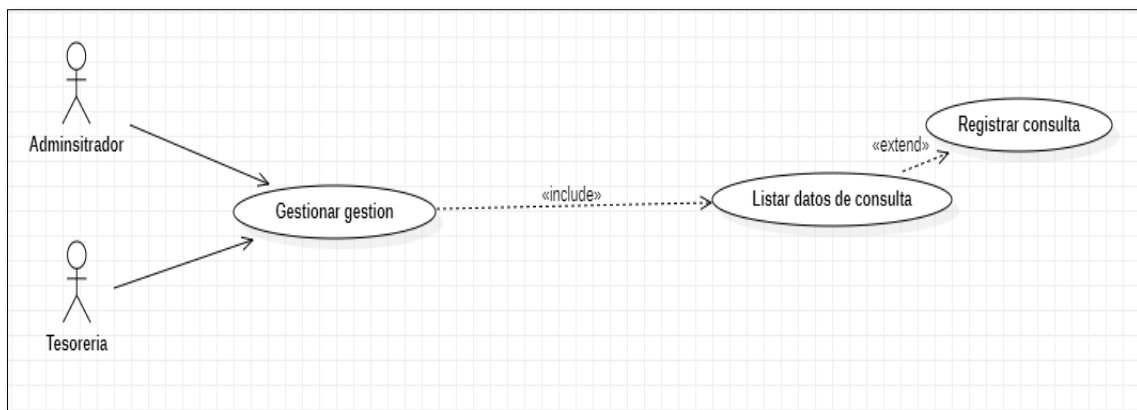 Adminsitrador
Registrar consulta
«extend»
«include»
Listar datos de consulta
Gestionar gestion
Tesoreria